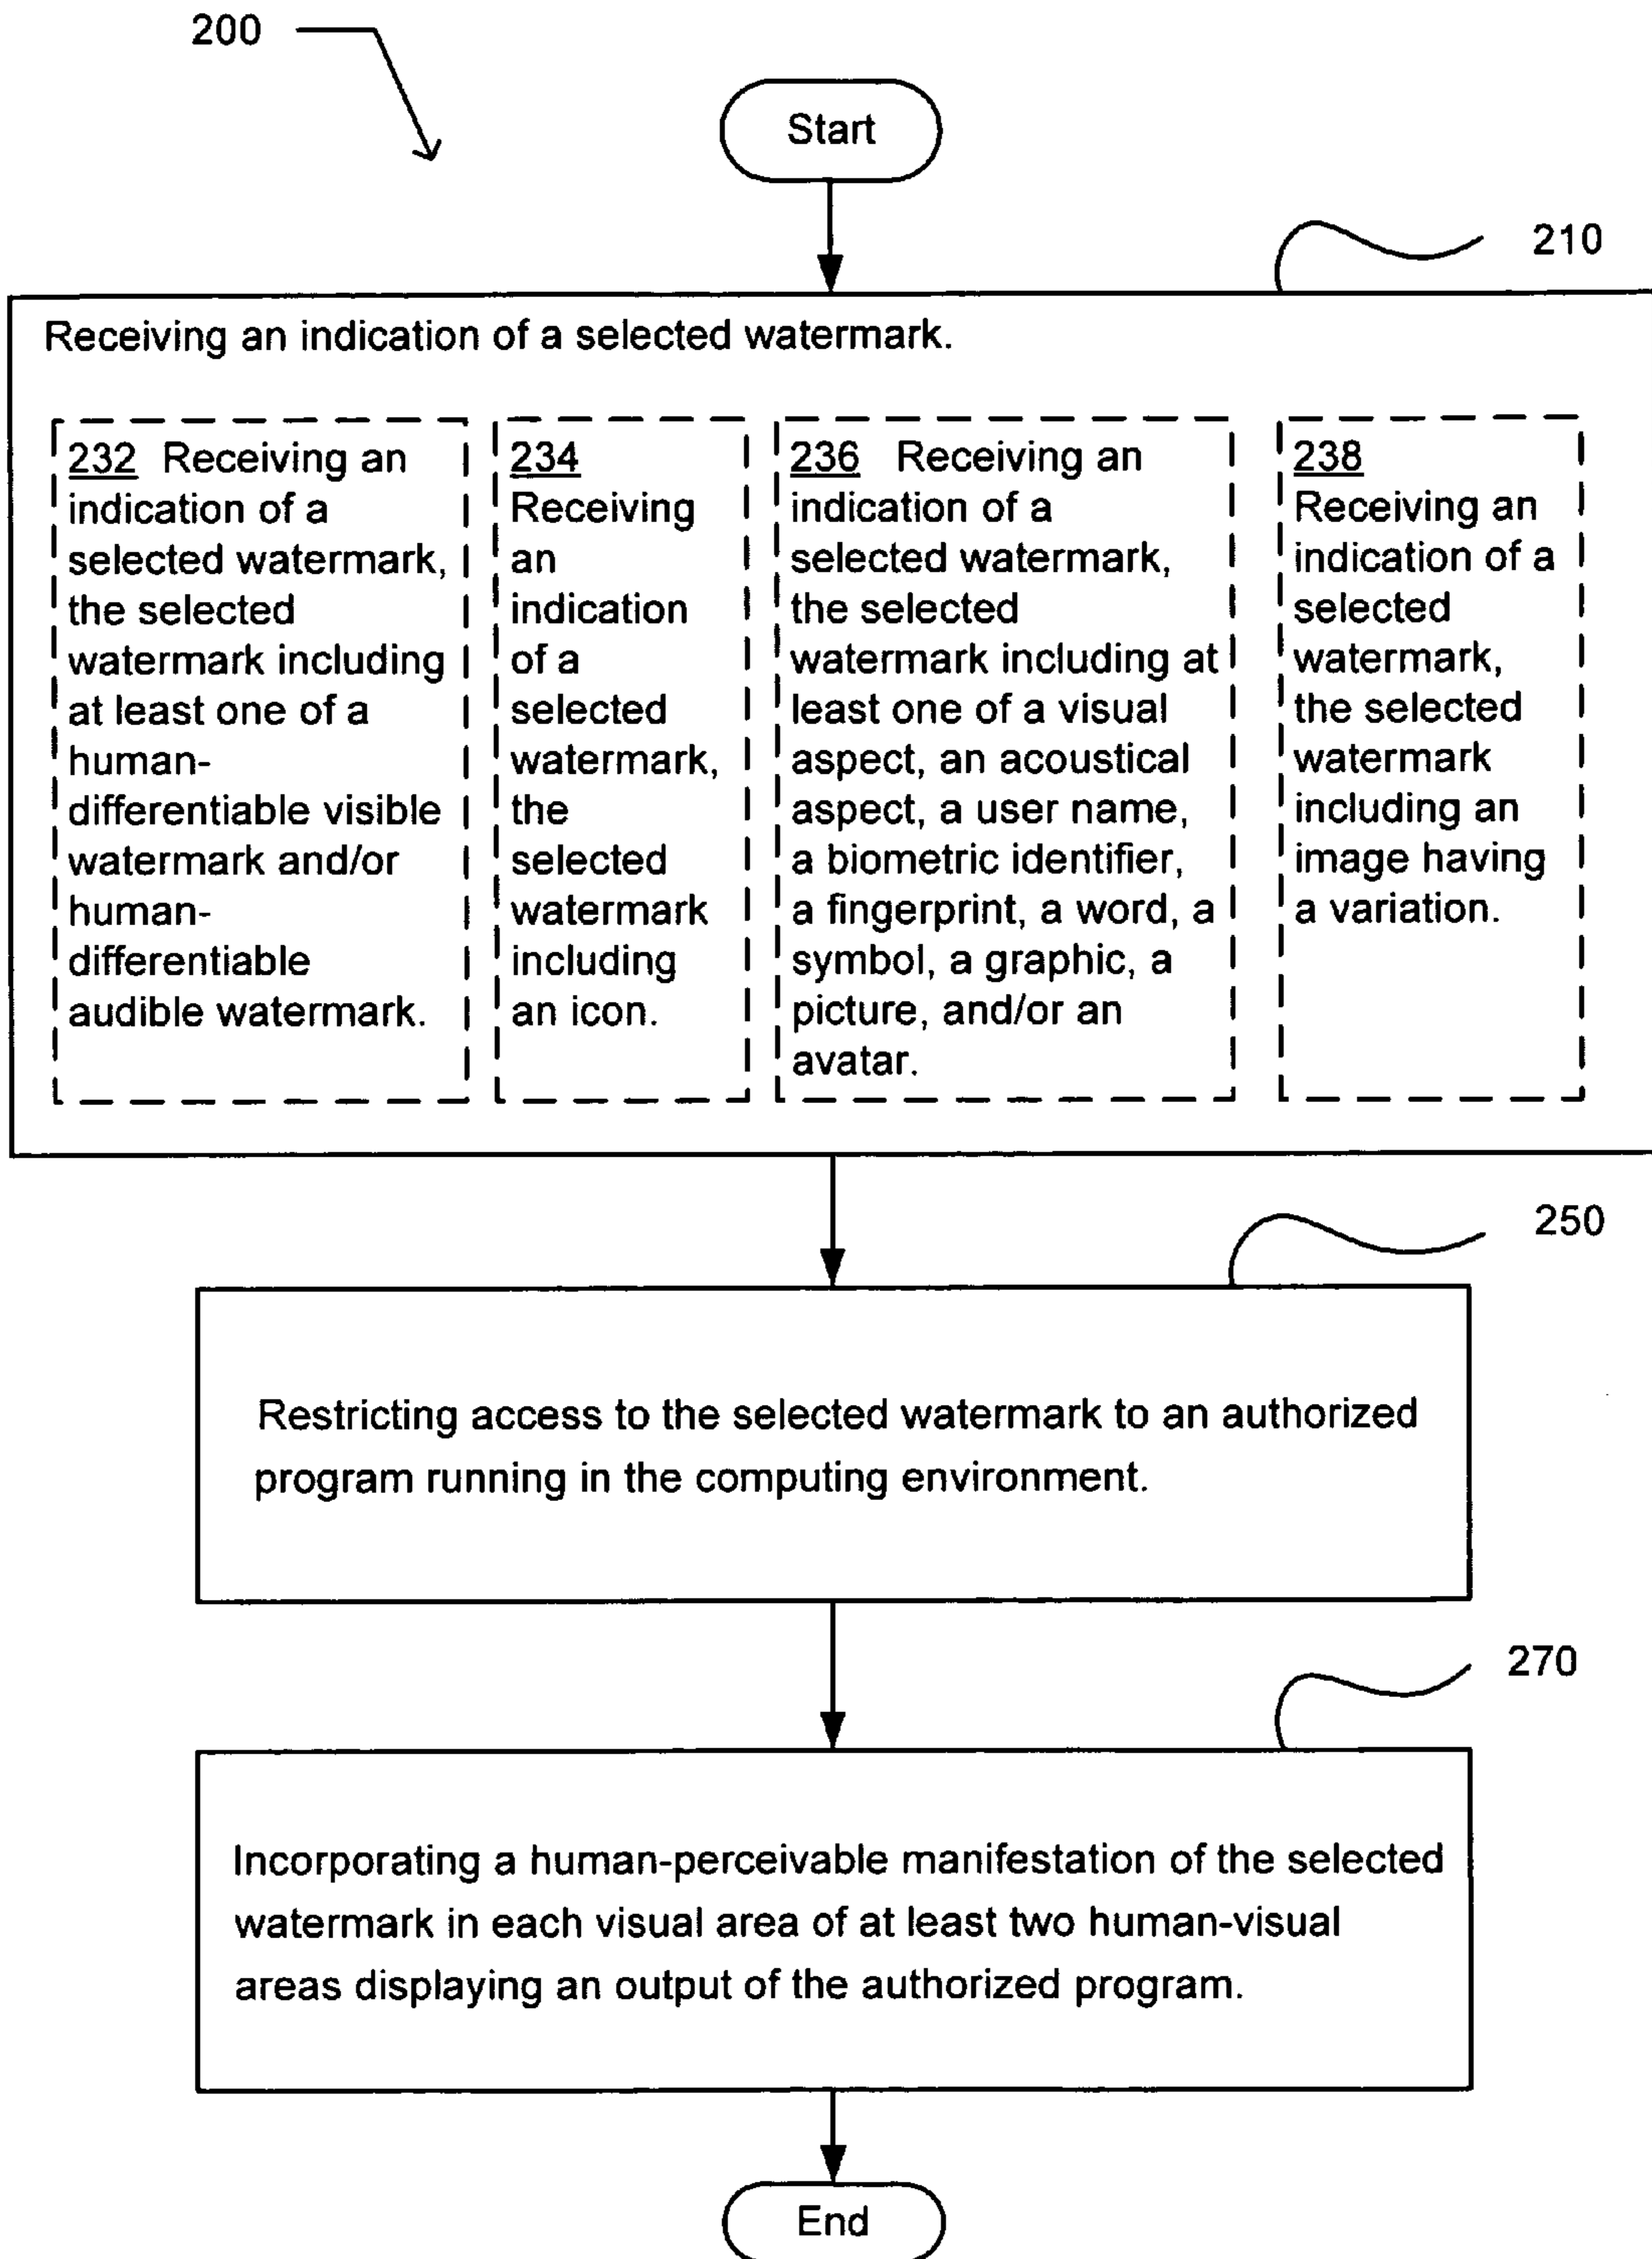 200
Start
210
Receiving an indication of a selected watermark.
232 Receiving an
indication of a
selected watermark,
the selected
watermark including
at least one of a
human-
differentiable visible
watermark and/or
human-
differentiable
audible watermark.
234
Receiving
an
indication
of a
selected
watermark,
the
selected
watermark
including
an icon.
236 Receiving an
indication of a
selected watermark,
the selected
watermark including at
least one of a visual
aspect, an acoustical
aspect, a user name,
a biometric identifier,
a fingerprint, a word, a
symbol, a graphic, a
picture, and/or an
avatar.
238
Receiving an
indication of a
selected
watermark,
the selected
watermark
including an
image having
a variation.
250
Restricting access to the selected watermark to an authorized
program running in the computing environment.
270
Incorporating a human-perceivable manifestation of the selected
watermark in each visual area of at least two human-visual
areas displaying an output of the authorized program.
End